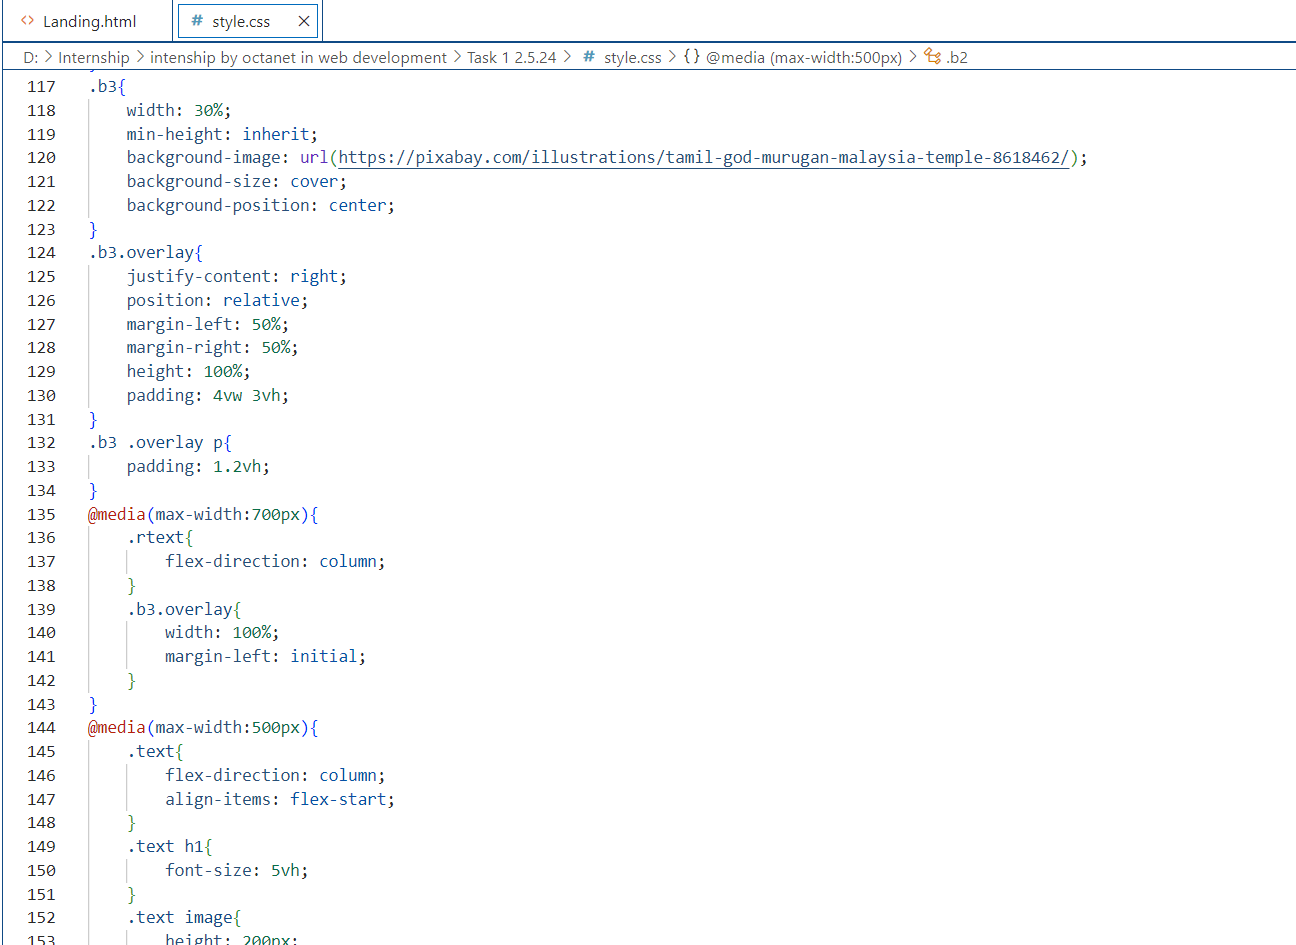 <> Landing.html # style.css ×
D: > Internship > intenship by octanet in web development > Task 1 2.5.24 > # style.css > {} @media (max-width:500px) > .b2
117 .b3{
118 width: 30%;
119 min-height: inherit;
120 background-image: url(https://pixabay.com/illustrations/tamil-god-murugan-malaysia-temple-8618462/);
121 background-size: cover;
122 background-position: center;
123 }
124 .b3.overlay{
125 justify-content: right;
126 position: relative;
127 margin-left: 50%;
128 margin-right: 50%;
129 height: 100%;
130 padding: 4vw 3vh;
131 }
132 .b3 .overlay p{
133 padding: 1.2vh;
134 }
135 @media(max-width:700px){
136 .rtext{
137 flex-direction: column;
138 }
139 .b3.overlay{
140 width: 100%;
141 margin-left: initial;
142 }
143 }
144 @media(max-width:500px){
145 .text{
146 flex-direction: column;
147 align-items: flex-start;
148 }
149 .text h1{
150 font-size: 5vh;
151 }
152 .text image{
153 height: 200px;